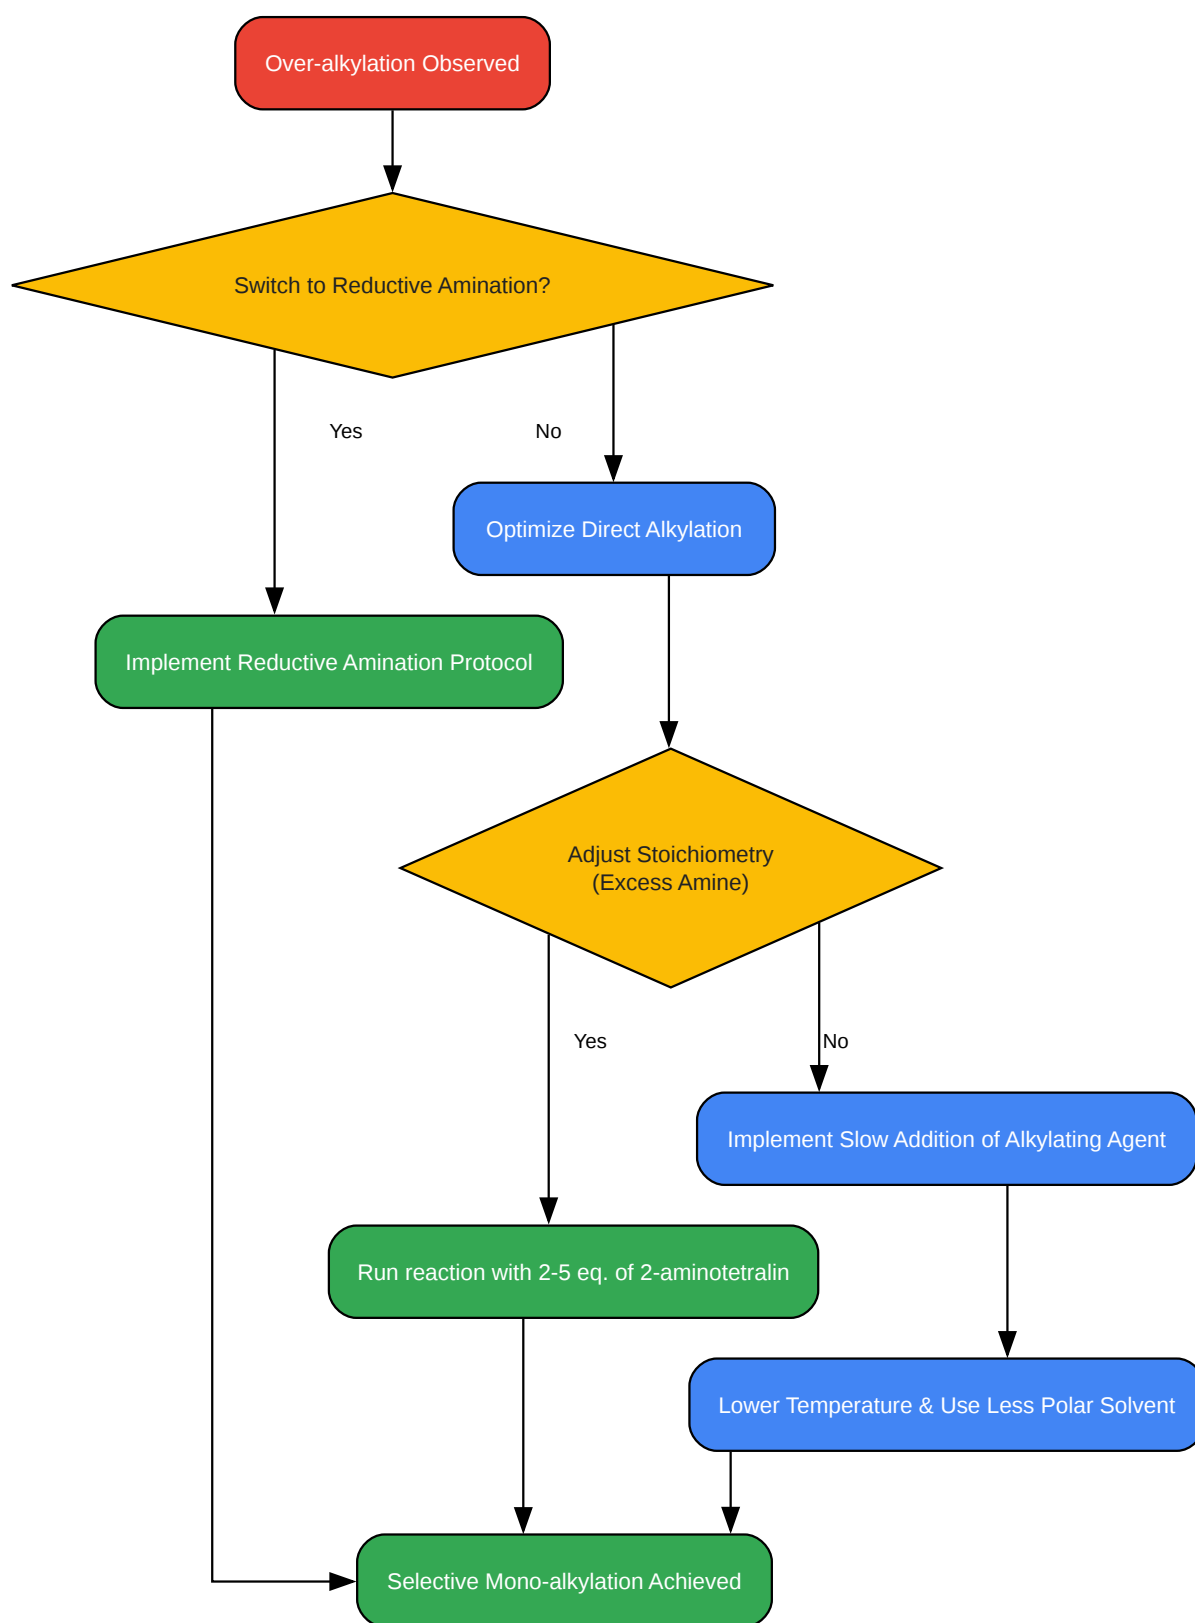 Over-alkylation Observed
Switch to Reductive Amination?
Yes
No
Optimize Direct Alkylation
Implement Reductive Amination Protocol
Adjust Stoichiometry
(Excess Amine)
Yes
No
Implement Slow Addition of Alkylating Agent
Run reaction with 2-5 eq. of 2-aminotetralin
Lower Temperature & Use Less Polar Solvent
Selective Mono-alkylation Achieved